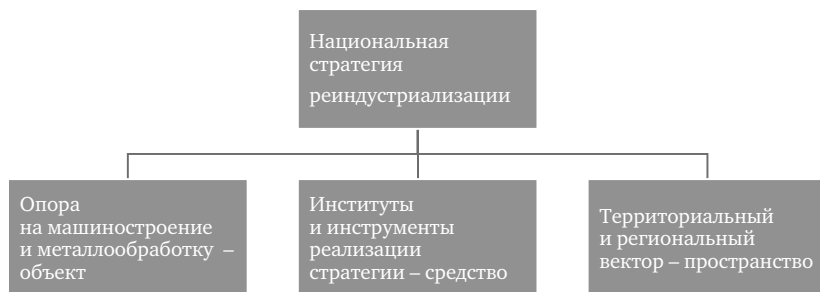 Национальная
стратегия
реиндустриализации
Опора
на машиностроение
и металлообработку –
объект
Институты
и инструменты
реализации
стратегии – средство
Территориальный
и региональный
вектор – пространство